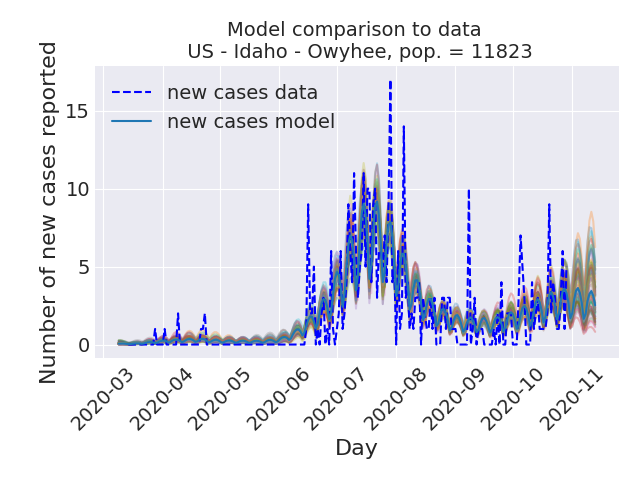 Model comparison to data
US - Idaho - Owyhee, pop. = 11823
new cases data
new cases model
Number of new cases reported
15
10
5
0
2020-03
2020-04
2020-05
2020-06
2020-07
2020-08
2020-09
2020-10
2020-11
Day